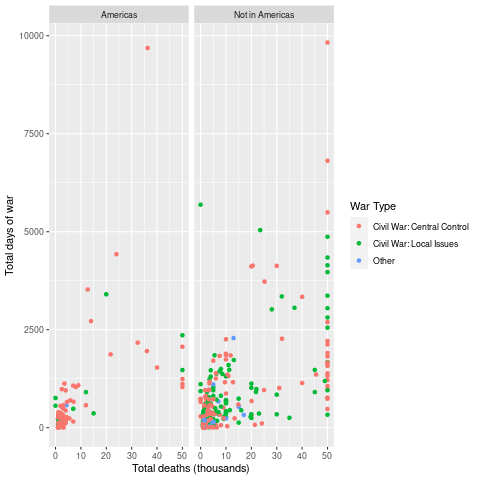 Americas
Not in Americas
10000
7500
5000
2500
0
Total days of war
0 10 20 30 40 50
0 10 20 30 40 50
Total deaths (thousands)
War Type
Civil War: Central Control
Civil War: Local Issues
Other